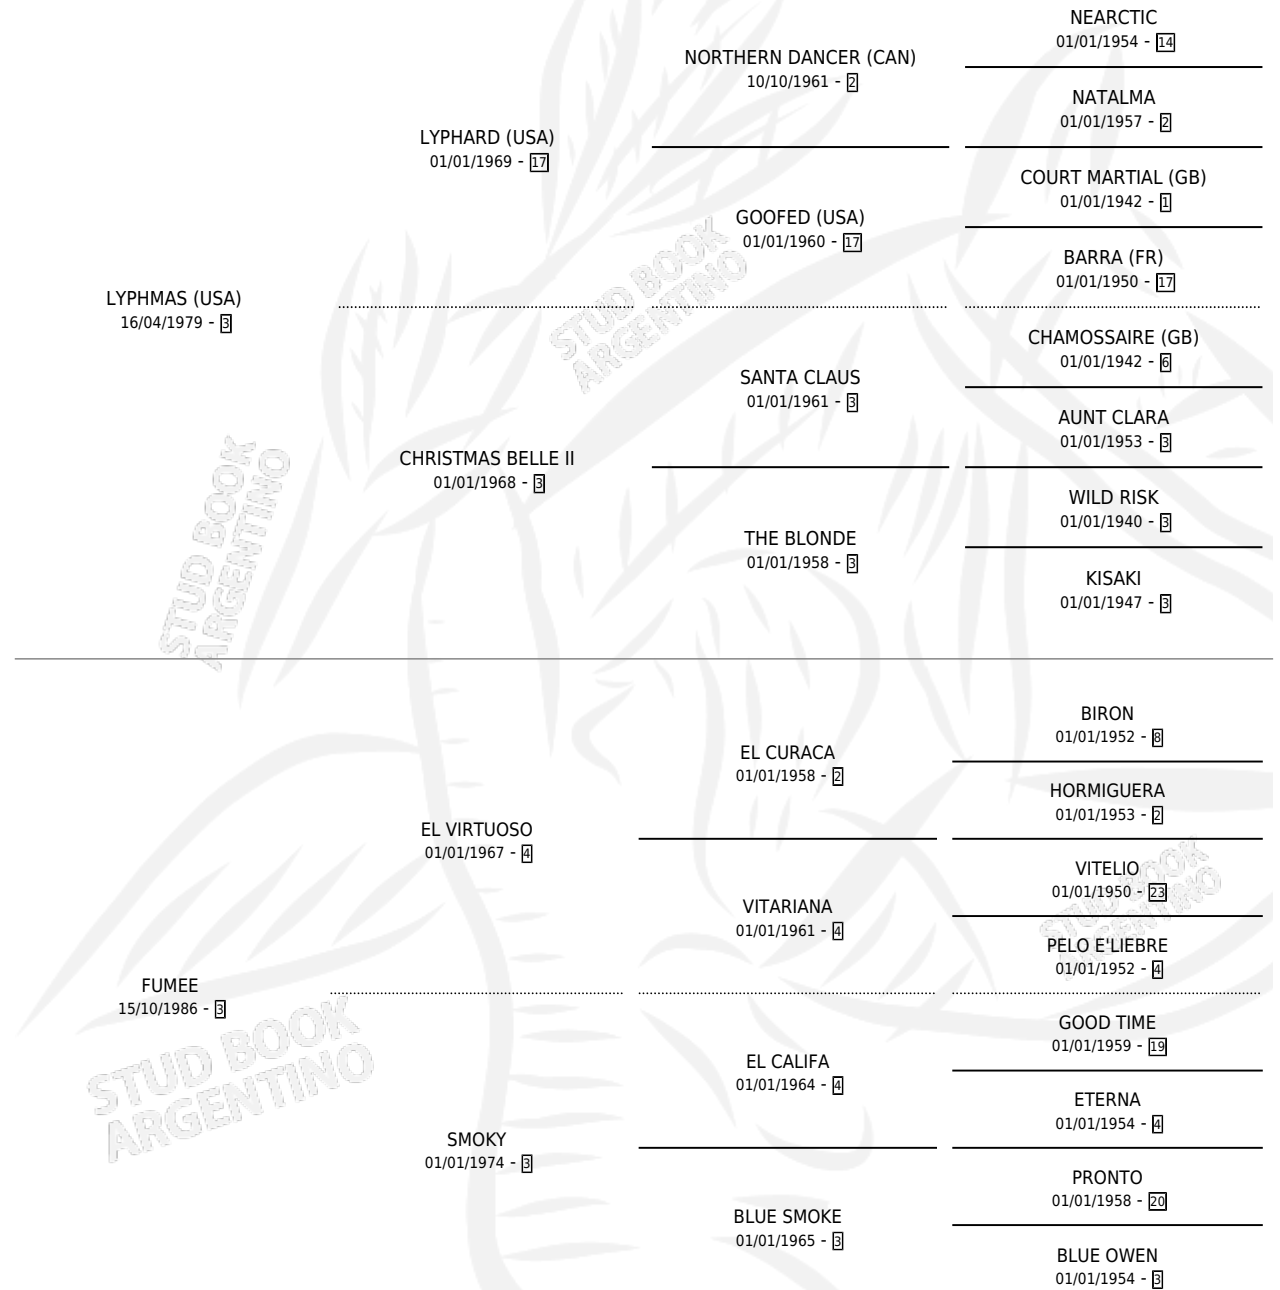 NEARCTIC
01/01/1954 - 14
NORTHERN DANCER (CAN)
10/10/1961 - 2
NATALMA
01/01/1957 - 2
LYPHARD (USA)
01/01/1969 - 17
COURT MARTIAL (GB)
01/01/1942 - 1
GOOFED (USA)
01/01/1960 - 17
BARRA (FR)
01/01/1950 - 17
LYPHMAS (USA)
16/04/1979 - 3
CHAMOSSAIRE (GB)
01/01/1942 - 6
SANTA CLAUS
01/01/1961 - 3
AUNT CLARA
01/01/1953 - 3
CHRISTMAS BELLE II
01/01/1968 - 3
WILD RISK
01/01/1940 - 3
THE BLONDE
01/01/1958 - 3
KISAKI
01/01/1947 - 3
BIRON
01/01/1952 - 8
EL CURACA
01/01/1958 - 2
HORMIGUERA
01/01/1953 - 2
EL VIRTUOSO
01/01/1967 - 4
VITELIO
01/01/1950 - 23
VITARIANA
01/01/1961 - 4
PELO E'LIEBRE
01/01/1952 - 4
FUMEE
15/10/1986 - 3
GOOD TIME
01/01/1959 - 19
EL CALIFA
01/01/1964 - 4
ETERNA
01/01/1954 - 4
SMOKY
01/01/1974 - 3
PRONTO
01/01/1958 - 20
BLUE SMOKE
01/01/1965 - 3
BLUE OWEN
01/01/1954 - 3
STUD BOOK
ARGENTINO
STUD BOOK
ARGENTINO
STUD BOOK
ARGENTINO
STUD BOOK
ARGENTINO